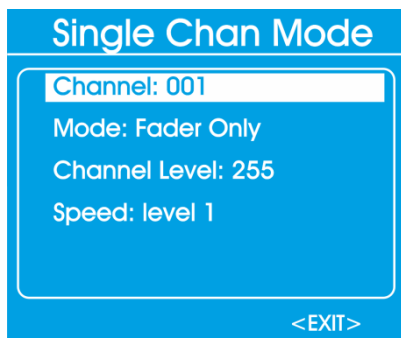 Single Chan Mode
Channel: 001
Mode: Fader Only
Channel Level: 255
Speed: level 1
<EXIT>